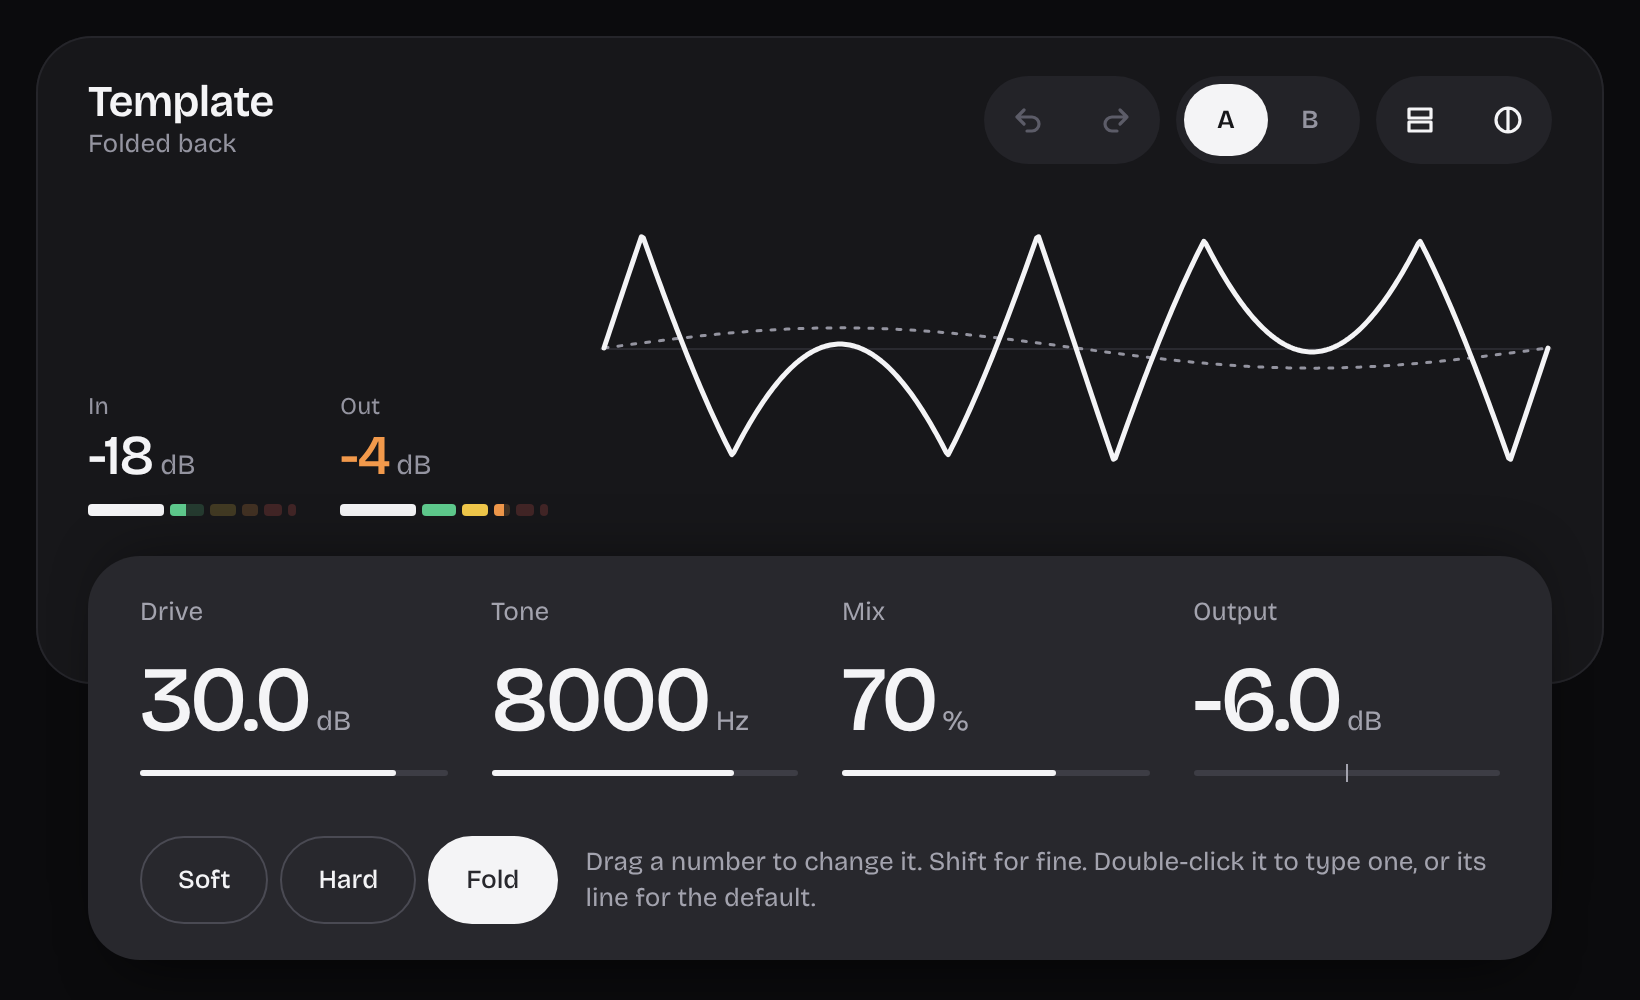 Template
Folded back
A
B
In
Out
-18 dB
-4 dB
Drive
Tone
Mix
Output
30.0 dB
8000 Hz
70 %
-6.0 dB
Soft
Hard
Fold
Drag a number to change it. Shift for fine. Double-click it to type one, or its
line for the default.